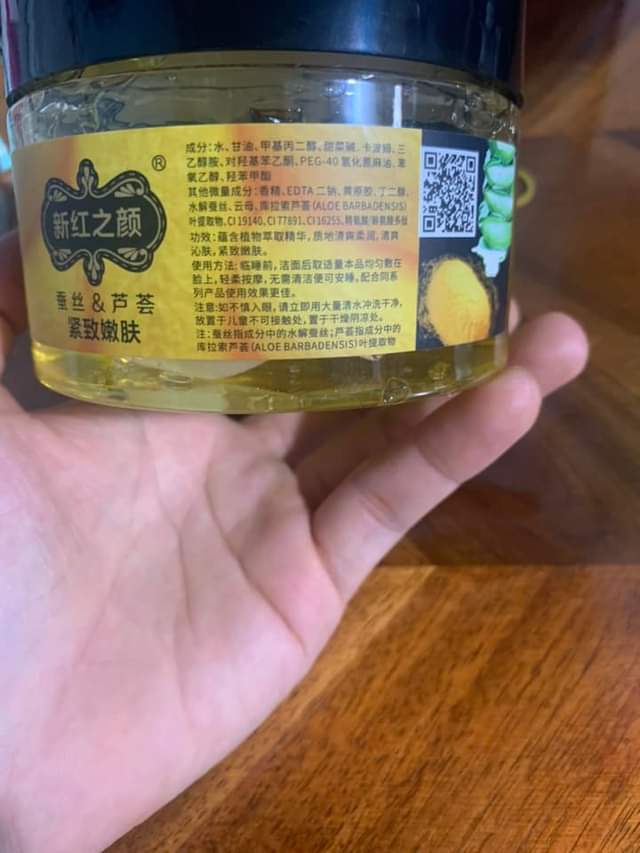 新红之颜
®
蚕丝&芦荟
紧致嫩肤
成分:水、甘油、甲基丙二醇、甜菜碱、卡波姆、三
乙醇胺、对羟基苯乙酮、PEG-40 氢化蓖麻油、苯
氧乙醇、羟苯甲酯
其他微量成分:香精、EDTA 二钠、黄原胶、丁二醇、
水解蚕丝、云母、库拉索芦荟(ALOE BARBADENSIS)
叶提取物、CI 19140、CI 77891、CI 16255、精氨酸/赖氨酸多肽
功效:蕴含植物萃取精华,质地清爽柔润,清爽
沁肤,紧致嫩肤。
使用方法:临睡前,洁面后取适量本品均匀敷在
脸上,轻柔按摩,无需清洁便可安睡,配合同系
列产品使用效果更佳。
注意:如不慎入眼,请立即用大量清水冲洗干净,
放置于儿童不可接触处,置于干燥阴凉处。
注:蚕丝指成分中的水解蚕丝;芦荟指成分中的
库拉索芦荟(ALOE BARBADENSIS)叶提取物